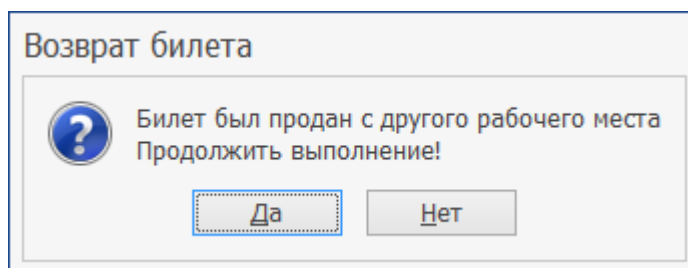 Возврат билета
Билет был продан с другого рабочего места
Продолжить выполнение!
Да Нет